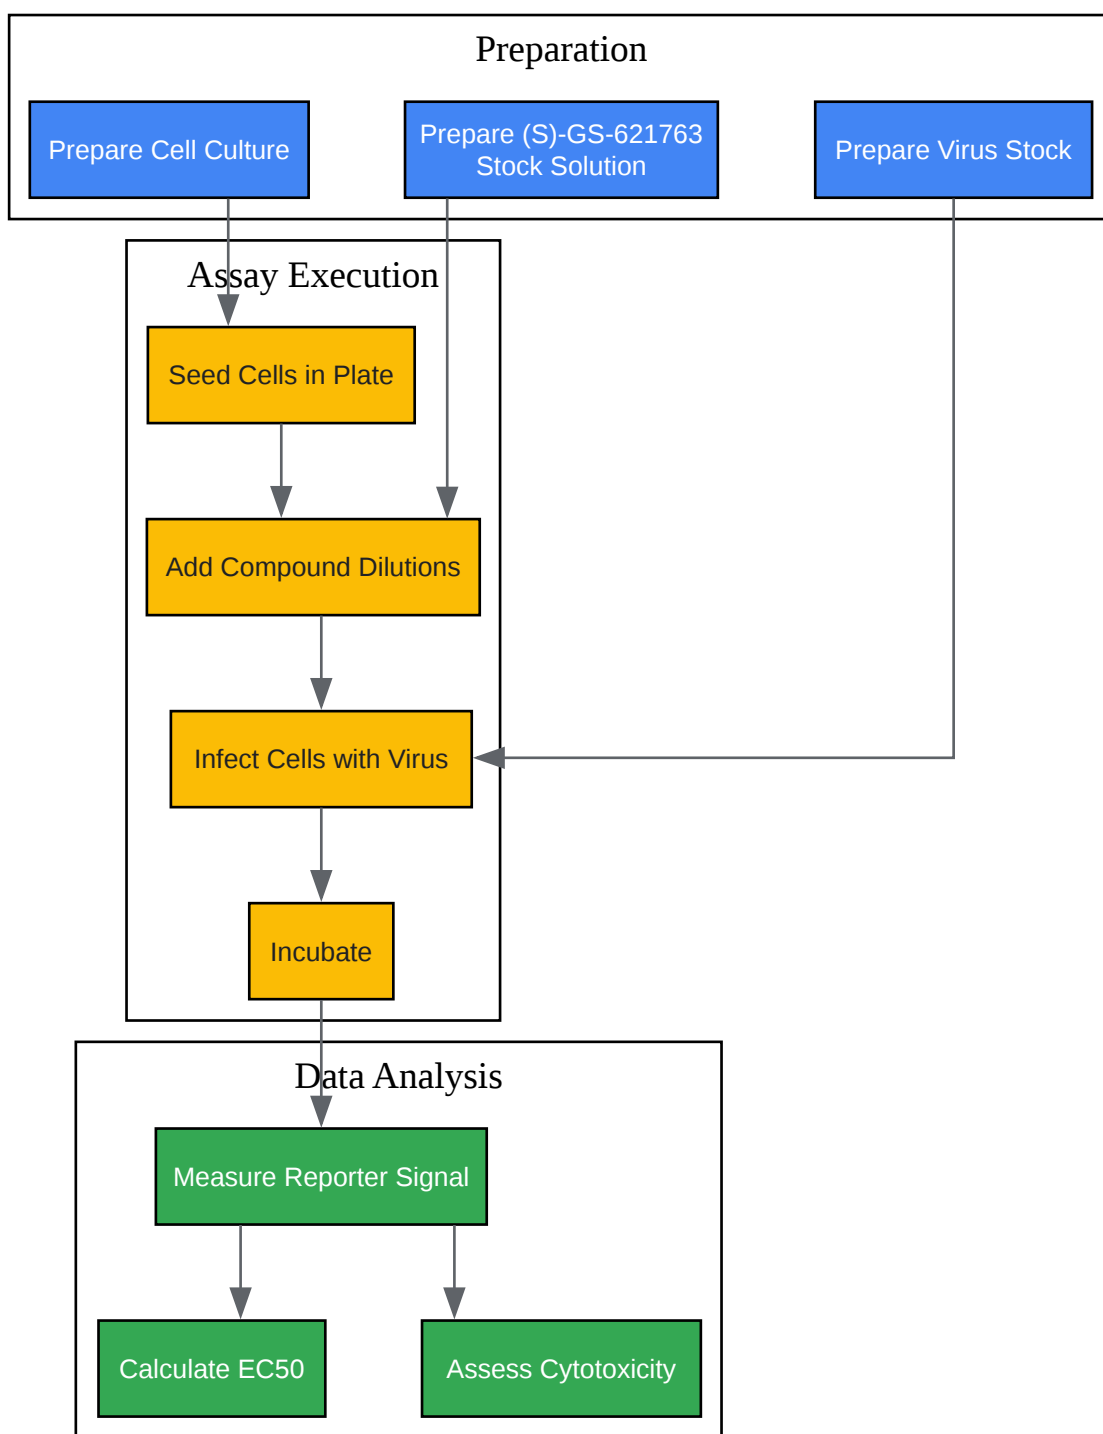 Preparation
Prepare Cell Culture
Prepare (S)-GS-621763
Stock Solution
Prepare Virus Stock
Assay Execution
Seed Cells in Plate
Add Compound Dilutions
Infect Cells with Virus
Incubate
Data Analysis
Measure Reporter Signal
Calculate EC50
Assess Cytotoxicity